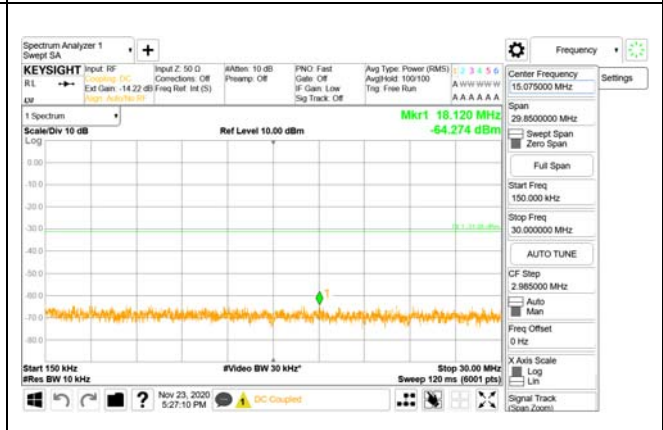 Spectrum Analyzer 1
Swept SA
+
Frequency
Settings
KEYSIGHT
RL
Input: RF
Coupling: DC
Align: Auto/No RF
Input Z: 50 Ω
Corrections: Off
Ext Gain: -14.22 dB
Freq Ref: Int (S)
#Atten: 10 dB
Preamp: Off
PNO: Fast
Gate: Off
IF Gain: Low
Sig Track: Off
Avg Type: Power (RMS)
Avg|Hold: 100/100
Trig: Free Run
1 2 3 4 5 6
A W W W W W
A A A A A A
1 Spectrum
Scale/Div 10 dB
Ref Level 10.00 dBm
Mkr1 18.120 MHz
-64.274 dBm
Log
0.00
-10.0
-20.0
-30.0
-40.0
-50.0
-60.0
-70.0
-80.0
1
Start 150 kHz
#Res BW 10 kHz
#Video BW 30 kHz*
Stop 30.00 MHz
Sweep 120 ms (6001 pts)
Center Frequency
15.075000 MHz
Span
29.8500000 MHz
Swept Span
Zero Span
Full Span
Start Freq
150.000 kHz
Stop Freq
30.000000 MHz
AUTO TUNE
CF Step
2.985000 MHz
Auto
Man
Freq Offset
0 Hz
X Axis Scale
Log
Lin
Signal Track
(Span Zoom)
?
Nov 23, 2020
5:27:10 PM
DC Coupled